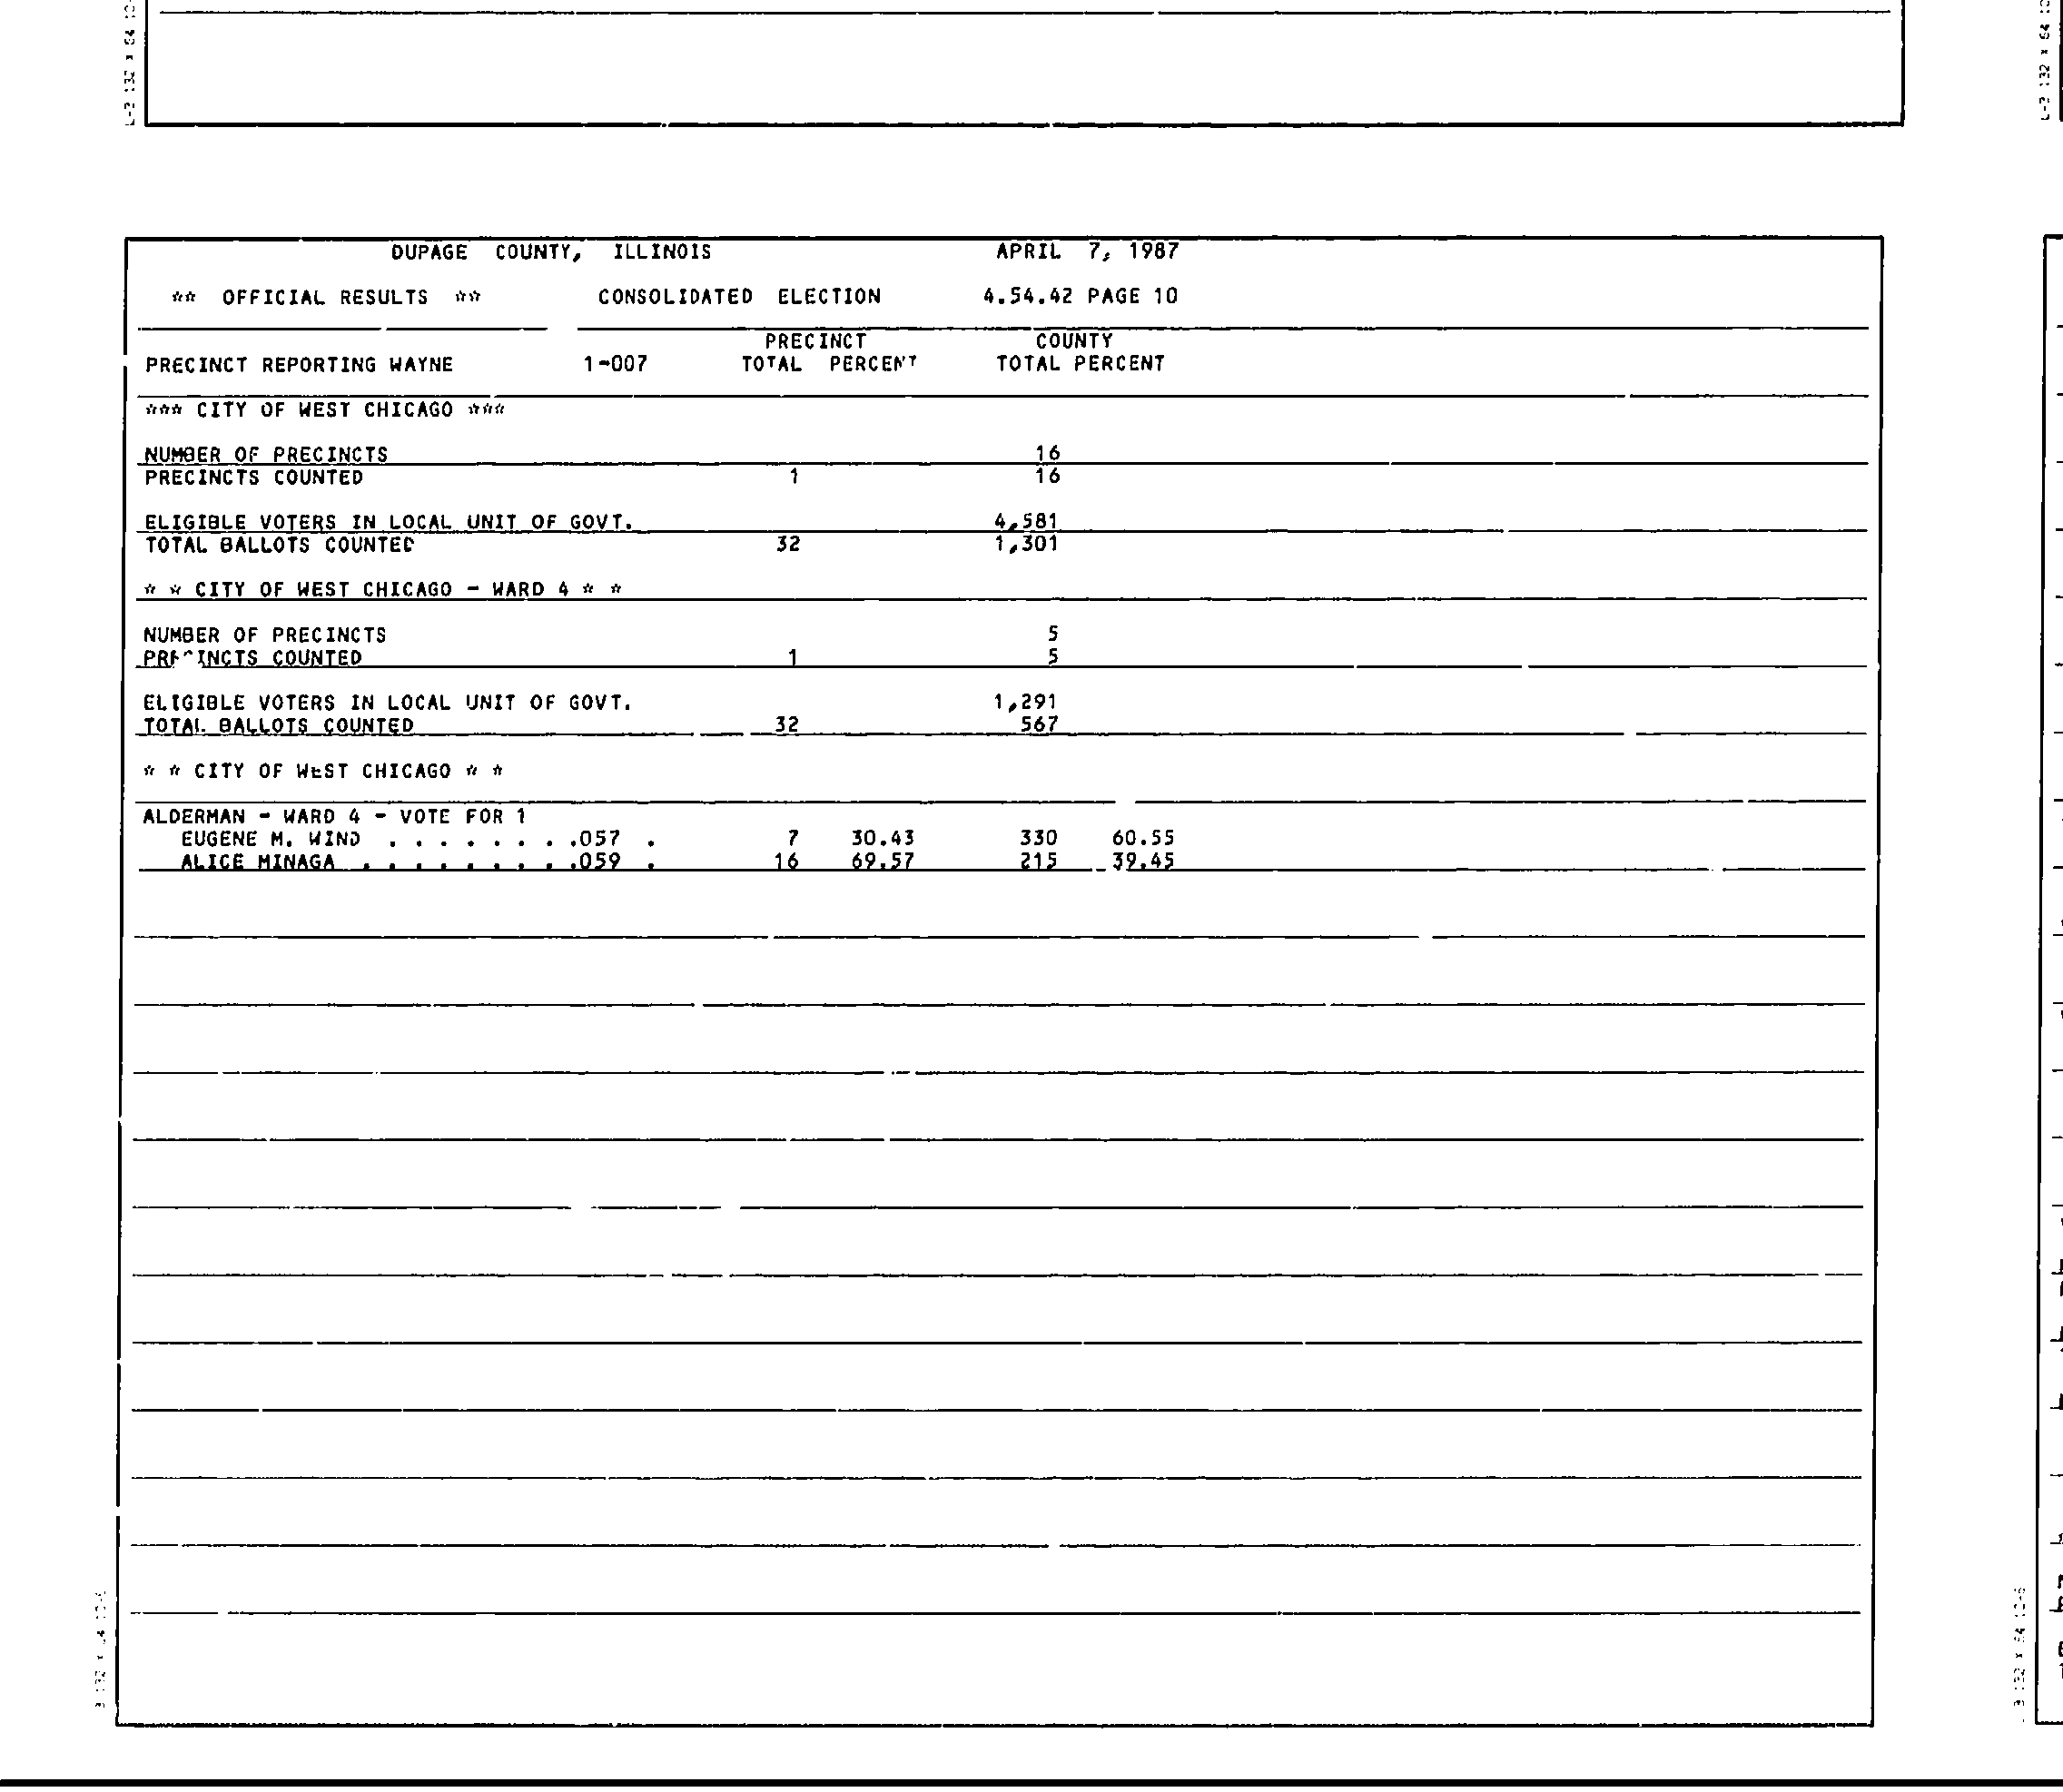 DUPAGE COUNTY, ILLINOIS APRIL 7, 1987
** OFFICIAL RESULTS ** CONSOLIDATED ELECTION 4.54.42 PAGE 10
PRECINCT COUNTY
PRECINCT REPORTING WAYNE 1-007 TOTAL PERCENT TOTAL PERCENT
*** CITY OF WEST CHICAGO ***
NUMBER OF PRECINCTS 16
PRECINCTS COUNTED 1 16
ELIGIBLE VOTERS IN LOCAL UNIT OF GOVT. 4,581
TOTAL BALLOTS COUNTED 32 1,301
* * CITY OF WEST CHICAGO - WARD 4 * *
NUMBER OF PRECINCTS 5
PRECINCTS COUNTED 1 5
ELIGIBLE VOTERS IN LOCAL UNIT OF GOVT. 1,291
TOTAL BALLOTS COUNTED 32 567
* * CITY OF WEST CHICAGO * *
ALDERMAN - WARD 4 - VOTE FOR 1
EUGENE M. WIND . . . . . . . .057 . 7 30.43 330 60.55
ALICE MINAGA . . . . . . . . .059 . 16 69.57 215 39.45